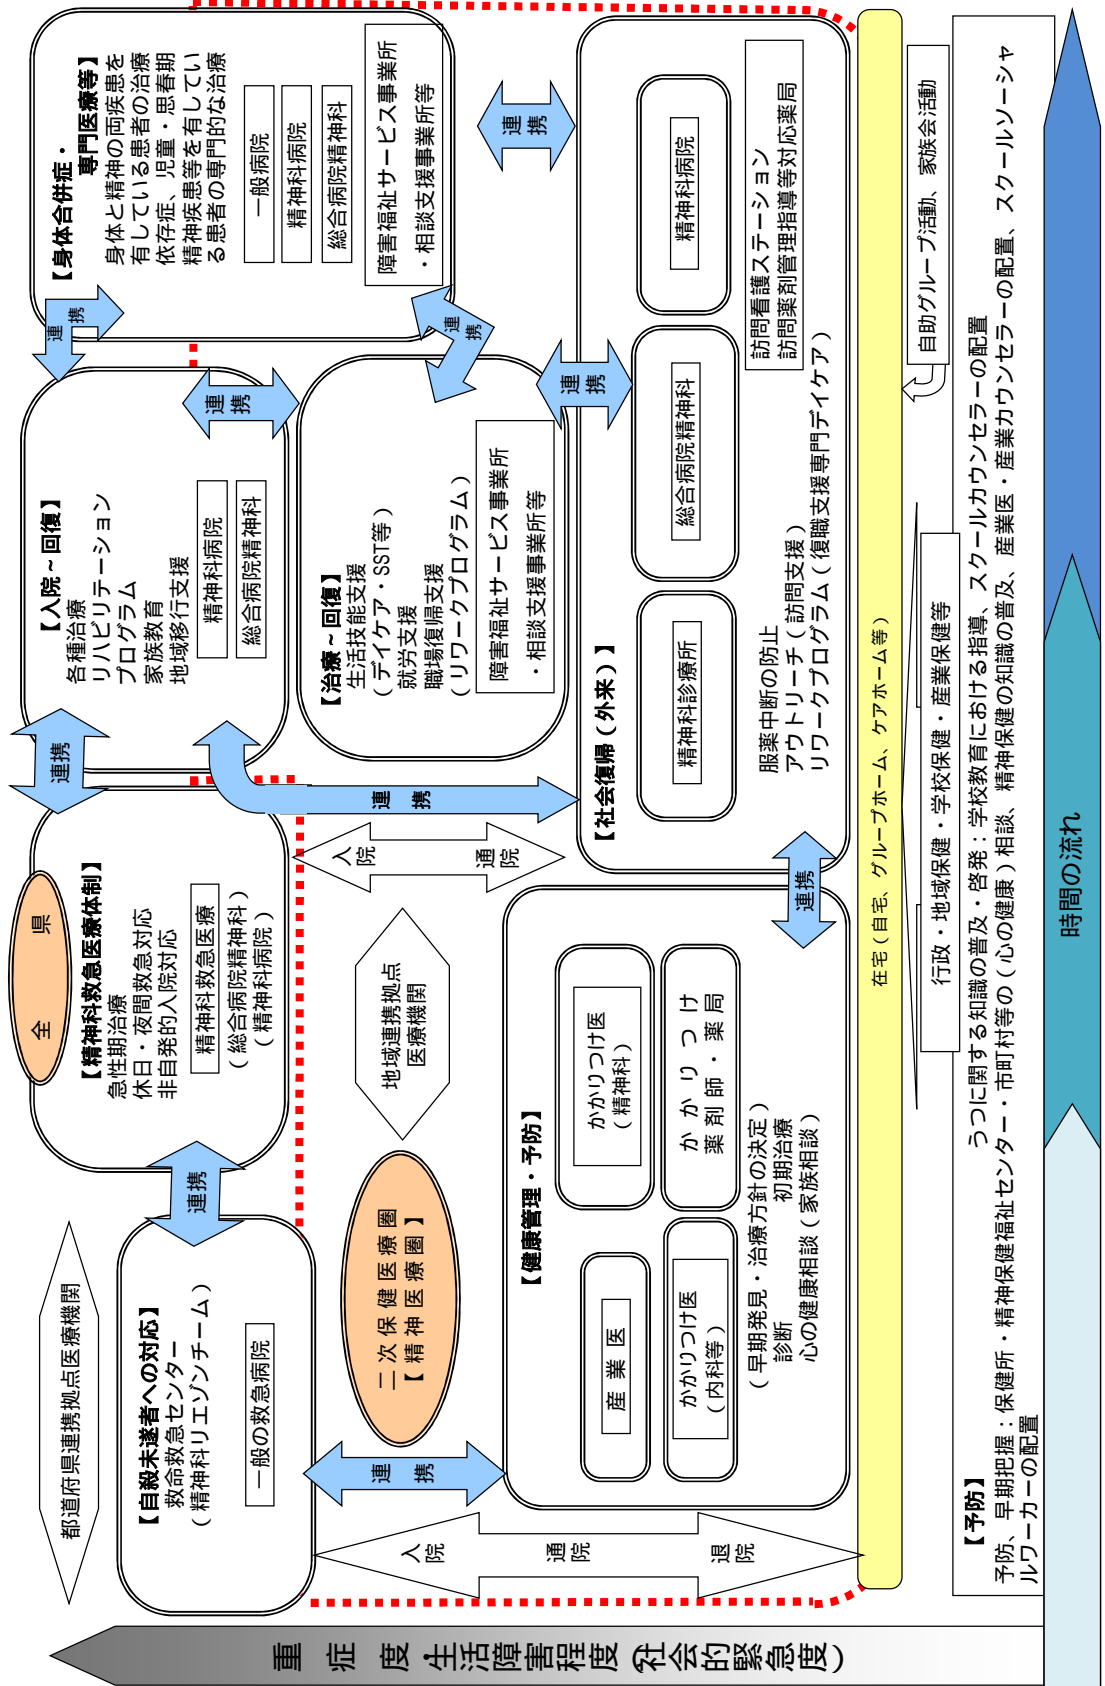 重症度・生活障害程度(社会的緊急度)
都道府県連携拠点医療機関
【自殺未遂者への対応】
救命救急センター
(精神科リエゾンチーム)
一般の救急病院
連携
全県
【精神科救急医療体制】
急性期治療
休日・夜間救急対応
非自発的入院対応
精神科救急医療
(総合病院精神科)
(精神科病院)
連携
【入院~回復】
各種治療
リハビリテーション
プログラム
家族教育
地域移行支援
精神科病院
総合病院精神科
連携
【身体合併症・
専門医療等】
身体と精神の両疾患を
有している患者の治療
依存症、児童・思春期
精神疾患等を有してい
る患者の専門的な治療
一般病院
精神科病院
総合病院精神科
障害福祉サービス事業所
・相談支援事業所等
連携
連携
連携
【治療~回復】
生活技能支援
(デイケア・SST等)
就労支援
職場復帰支援
(リワークプログラム)
障害福祉サービス事業所
・相談支援事業所等
連携
連携
二次保健医療圏
【精神医療圏】
地域連携拠点
医療機関
入院
通院
連携
入院
通院
退院
連携
【健康管理・予防】
産業医
かかりつけ医
(精神科)
かかりつけ医
(内科等)
かかりつけ
薬剤師・薬局
(早期発見・治療方針の決定)
診断 初期治療
心の健康相談(家族相談)
連携
【社会復帰(外来)】
精神科診療所
総合病院精神科
精神科病院
服薬中断の防止
アウトリーチ(訪問支援)
リワークプログラム(復職支援専門デイケア)
訪問看護ステーション
訪問薬剤管理指導等対応薬局
在宅(自宅、グループホーム、ケアホーム等)
行政・地域保健・学校保健・産業保健等
自助グループ活動、家族会活動
【予防】
うつに関する知識の普及・啓発:学校教育における指導、スクールカウンセラーの配置
予防、早期把握:保健所・精神保健福祉センター・市町村等の(心の健康)相談、精神保健の知識の普及、産業医・産業カウンセラーの配置、スクールソーシャ
ルワーカーの配置
時間の流れ